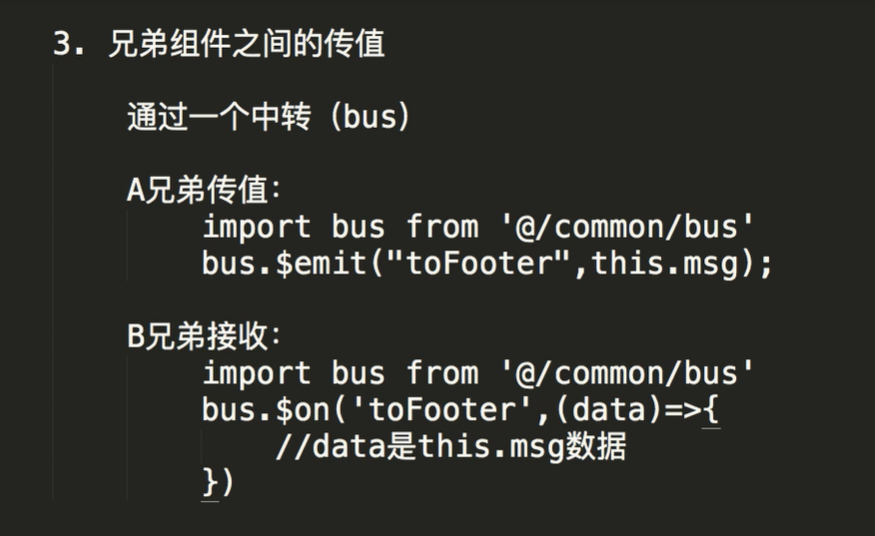 3. 兄弟组件之间的传值
通过一个中转（bus）
A兄弟传值：
import bus from '@/common/bus'
bus.$emit("toFooter",this.msg);
B兄弟接收：
import bus from '@/common/bus'
bus.$on('toFooter',(data)=>{
//data是this.msg数据
})